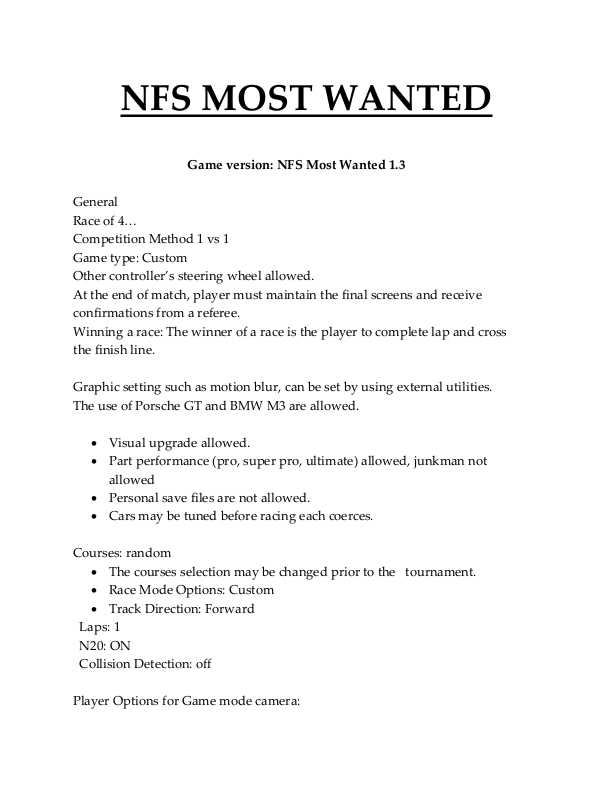 NFS MOST WANTED
Game version: NFS Most Wanted 1.3
General
Race of 4…
Competition Method 1 vs 1
Game type: Custom
Other controller's steering wheel allowed.
At the end of match, player must maintain the final screens and receive
confirmations from a referee.
Winning a race: The winner of a race is the player to complete lap and cross
the finish line.
Graphic setting such as motion blur, can be set by using external utilities.
The use of Porsche GT and BMW M3 are allowed.
• Visual upgrade allowed.
• Part performance (pro, super pro, ultimate) allowed, junkman not
allowed
• Personal save files are not allowed.
• Cars may be tuned before racing each coerces.
Courses: random
• The courses selection may be changed prior to the tournament.
• Race Mode Options: Custom
• Track Direction: Forward
Laps: 1
N20: ON
Collision Detection: off
Player Options for Game mode camera: